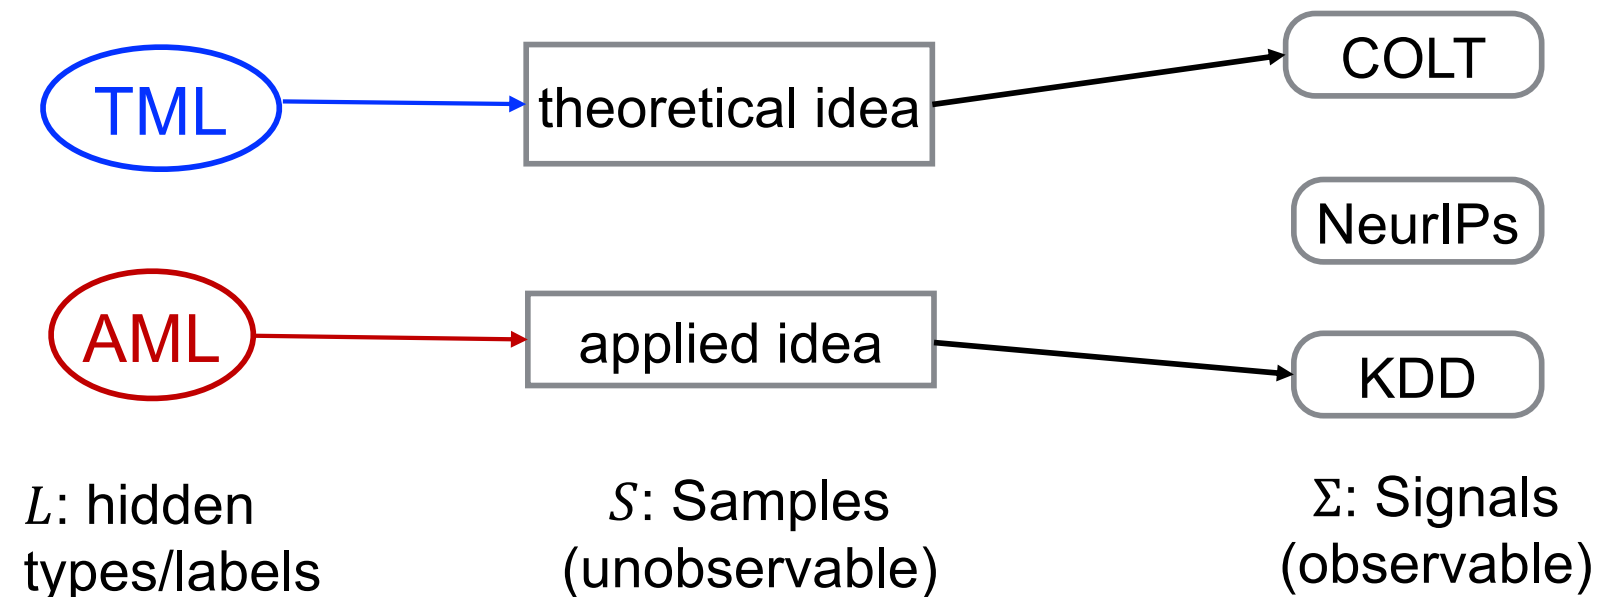 TML
theoretical idea
COLT
NeurIPs
AML
applied idea
KDD
L: hidden
types/labels
S: Samples
(unobservable)
Σ: Signals
(observable)